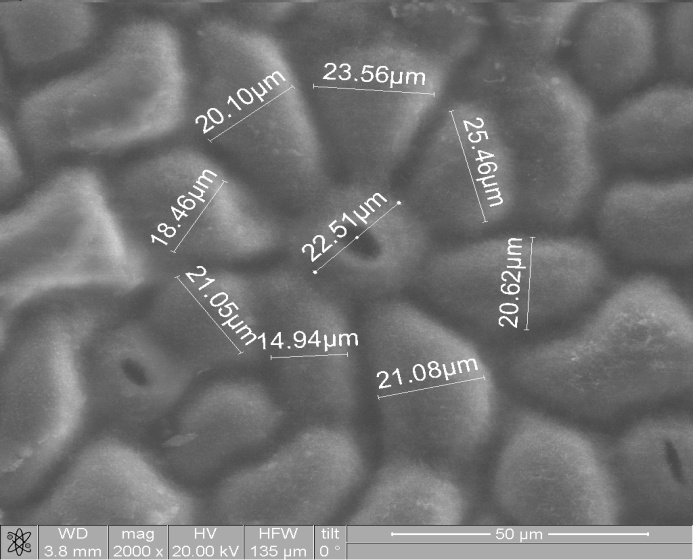 23.56µm
20.10µm
25.46µm
18.46µm
22.51µm
20.62µm
21.05µm
14.94µm
21.08µm
WD mag HV HFW tilt
3.8 mm 2000 x 20.00 kV 135 µm 0 °
50 µm